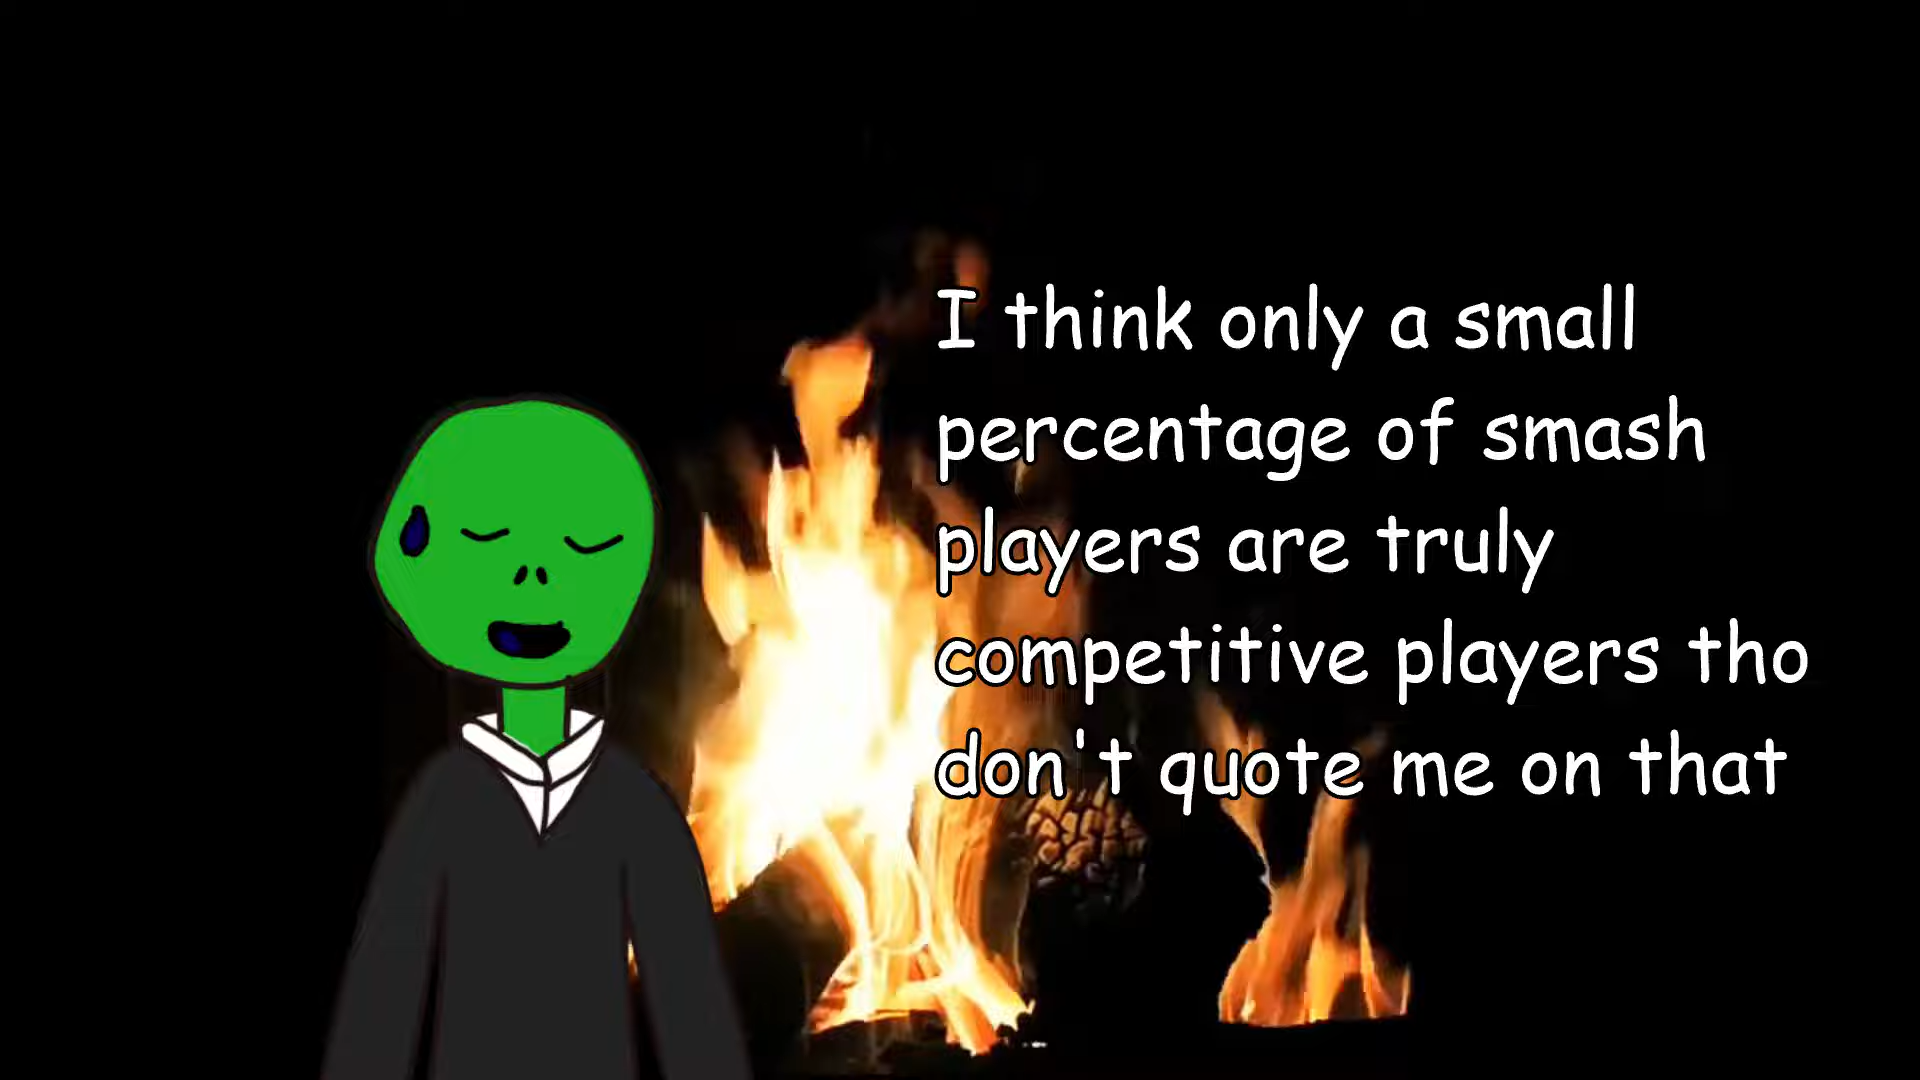 I think only a small
percentage of smash
players are truly
competitive players tho
don't quote me on that